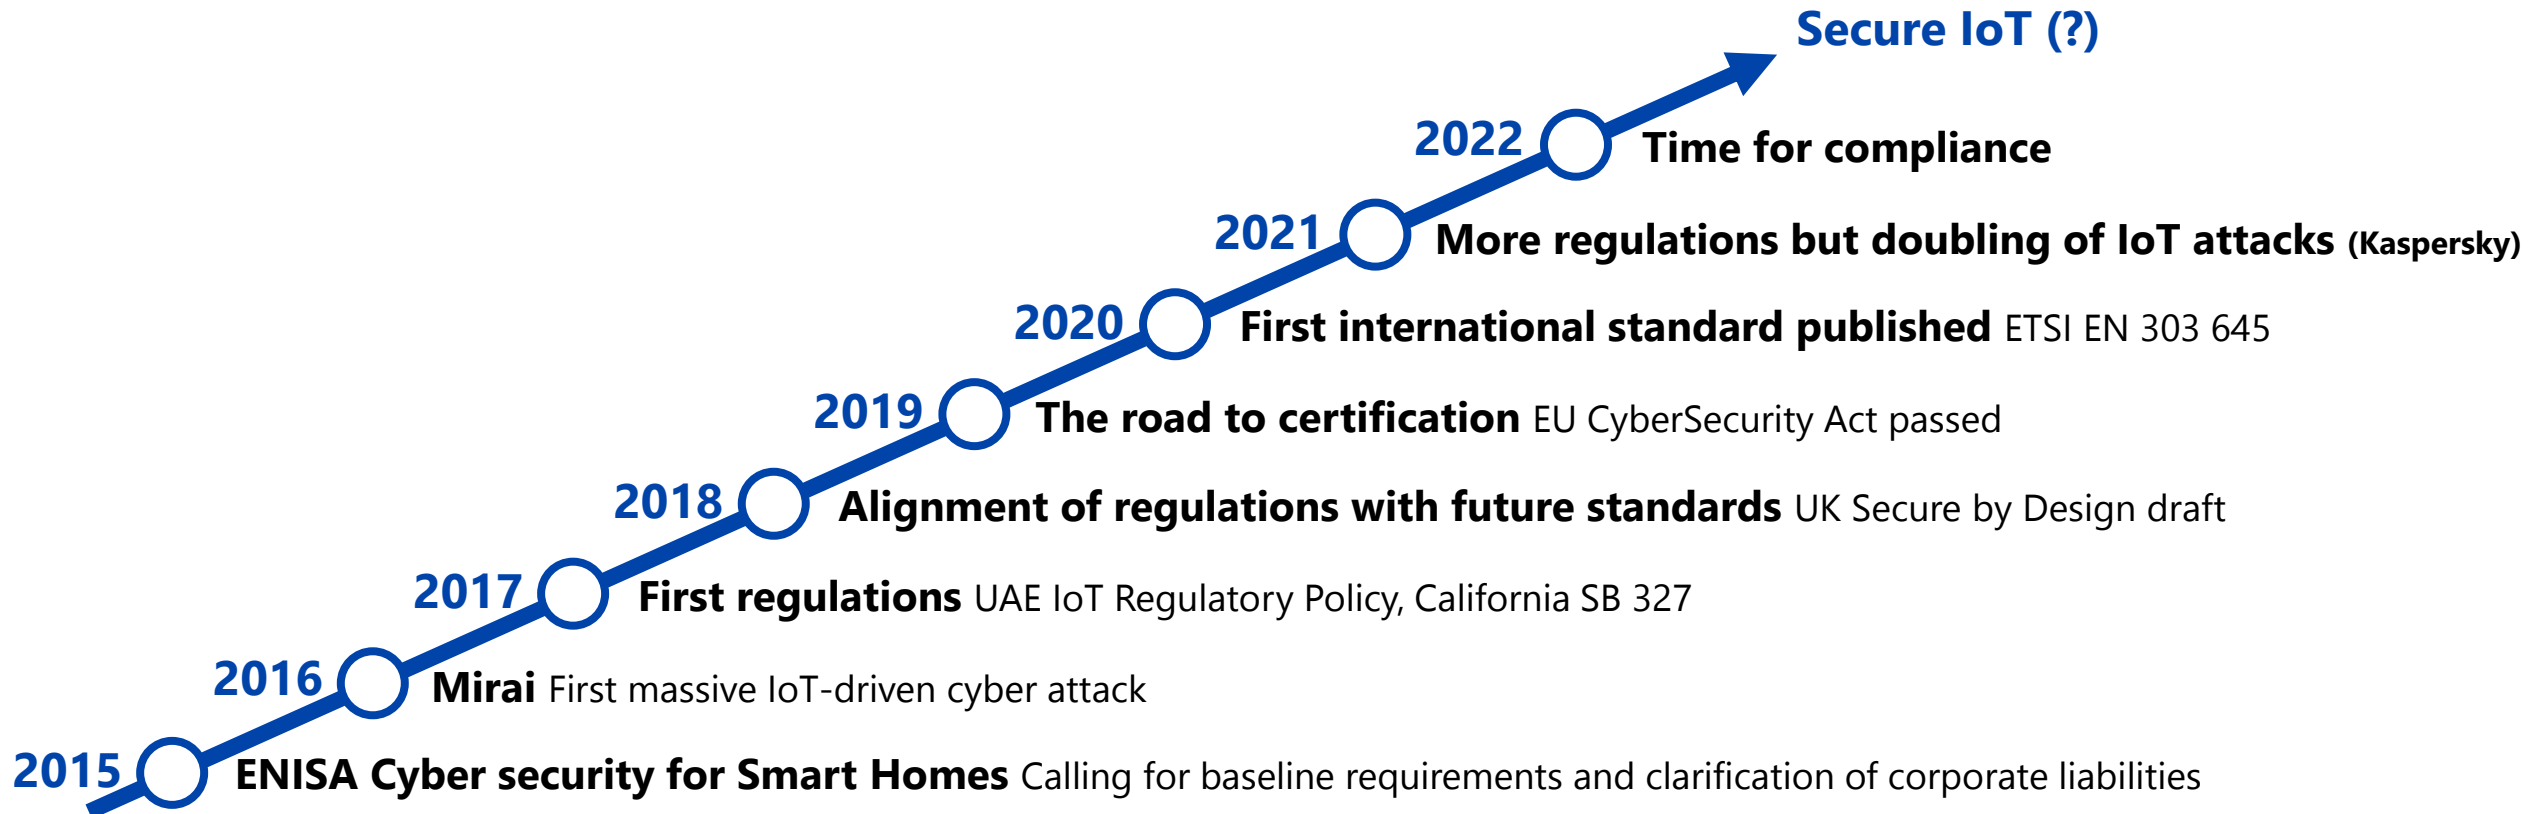 Secure IoT (?)
2022 Time for compliance
2021 More regulations but doubling of IoT attacks (Kaspersky)
2020 First international standard published ETSI EN 303 645
2019 The road to certification EU CyberSecurity Act passed
2018 Alignment of regulations with future standards UK Secure by Design draft
2017 First regulations UAE IoT Regulatory Policy, California SB 327
2016 Mirai First massive IoT-driven cyber attack
2015 ENISA Cyber security for Smart Homes Calling for baseline requirements and clarification of corporate liabilities